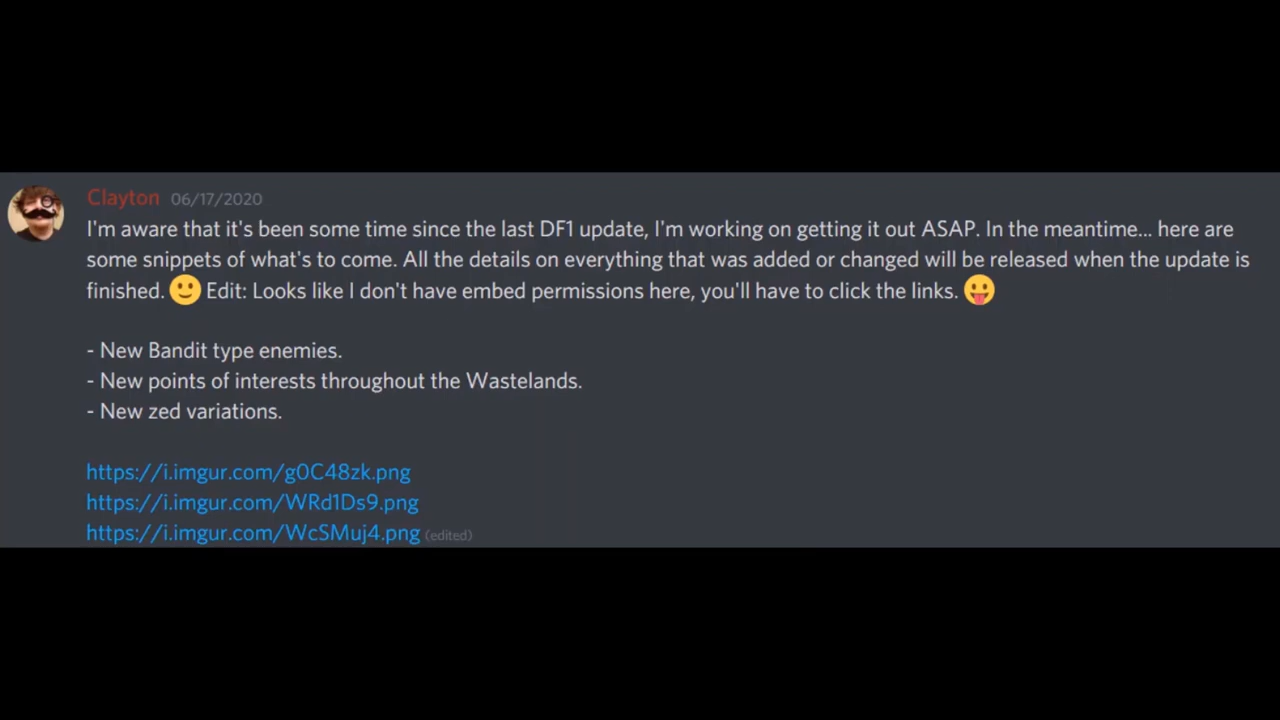 Clayton 06/17/2020
I'm aware that it's been some time since the last DF1 update, I'm working on getting it out ASAP. In the meantime... here are
some snippets of what's to come. All the details on everything that was added or changed will be released when the update is
finished. 🙂 Edit: Looks like I don't have embed permissions here, you'll have to click the links. 😛
- New Bandit type enemies.
- New points of interests throughout the Wastelands.
- New zed variations.
https://i.imgur.com/g0C48zk.png
https://i.imgur.com/WRd1Ds9.png
https://i.imgur.com/WcSMuj4.png (edited)